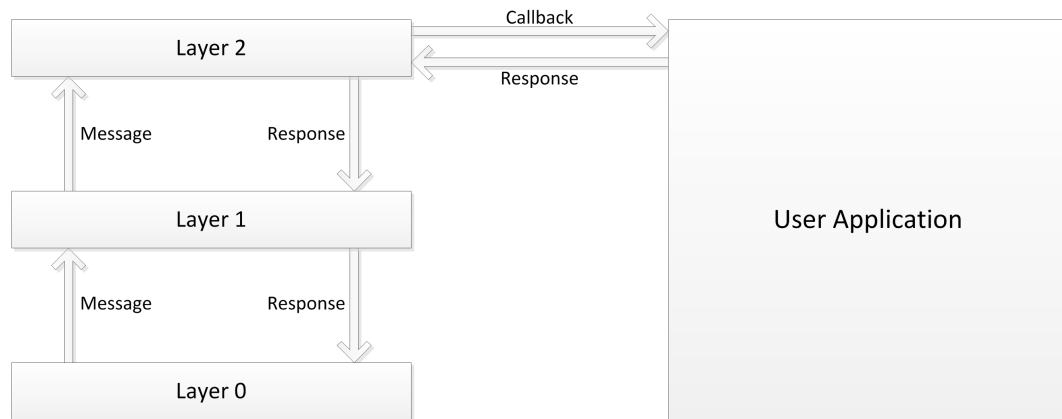 Callback
Layer 2
Response
Message
Response
Layer 1
User Application
Message
Response
Layer 0